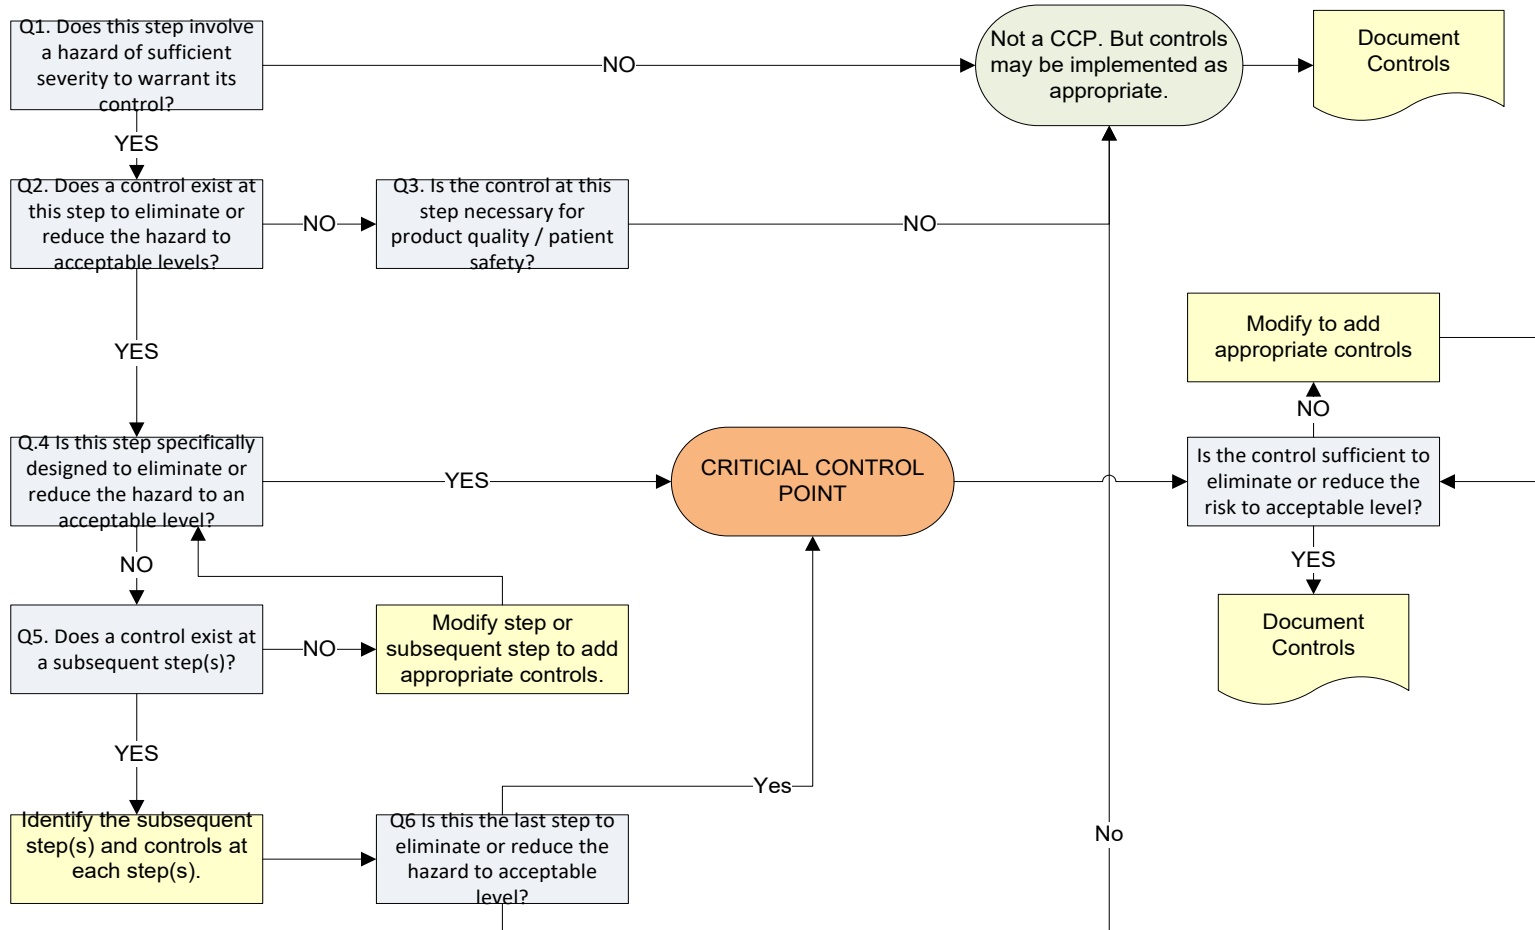 Q1. Does this step involve
a hazard of sufficient
severity to warrant its
control?
NO
Not a CCP. But controls
may be implemented as
appropriate.
Document
Controls
YES
Q2. Does a control exist at
this step to eliminate or
reduce the hazard to
acceptable levels?
NO
Q3. Is the control at this
step necessary for
product quality / patient
safety?
NO
YES
Modify to add
appropriate controls
NO
Q.4 Is this step specifically
designed to eliminate or
reduce the hazard to an
acceptable level?
YES
CRITICIAL CONTROL
POINT
Is the control sufficient to
eliminate or reduce the
risk to acceptable level?
NO
YES
Document
Controls
Q5. Does a control exist at
a subsequent step(s)?
NO
Modify step or
subsequent step to add
appropriate controls.
YES
Yes
Identify the subsequent
step(s) and controls at
each step(s).
Q6 Is this the last step to
eliminate or reduce the
hazard to acceptable
level?
No